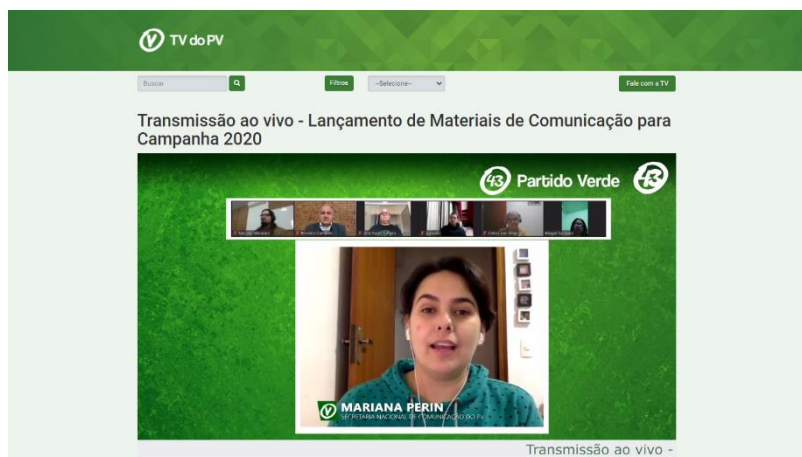 TV do PV
Buscar
Filtros
--Selecione--
Fale com a TV
Transmissão ao vivo - Lançamento de Materiais de Comunicação para
Campanha 2020
43 Partido Verde 43
MARIANA PERIN
SECRETARIA NACIONAL DE COMUNICAÇÃO DO PV
Transmissão ao vivo -